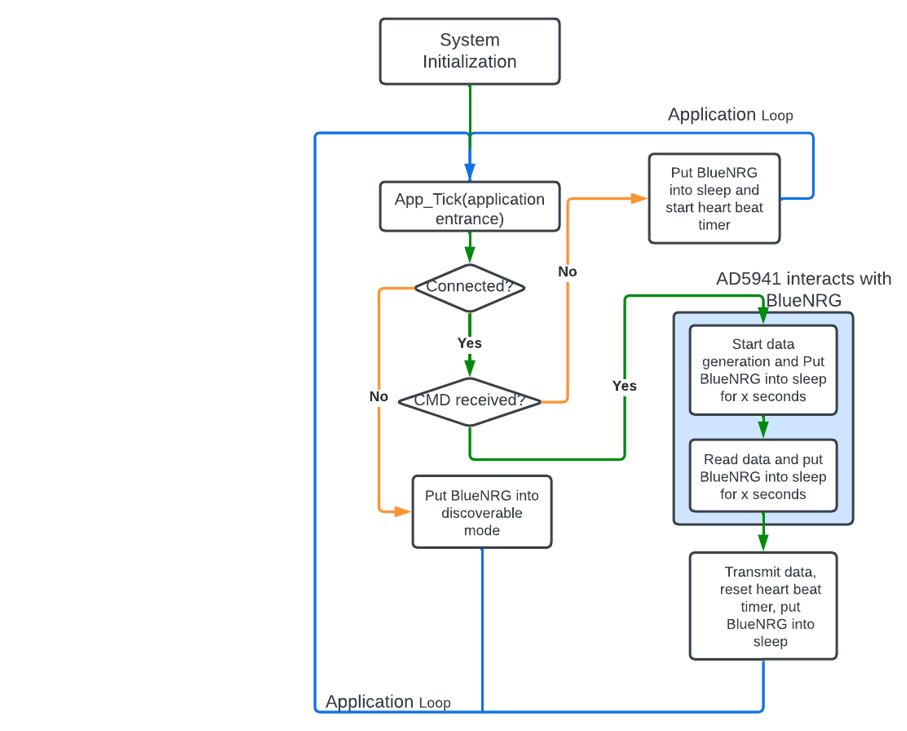 System
Initialization
Application Loop
Put BlueNRG
into sleep and
start heart beat
timer
App_Tick(application
entrance)
No
AD5941 interacts with
BlueNRG
Connected?
Start data
generation and Put
BlueNRG into sleep
for x seconds
Yes
Yes
No
CMD received?
Read data and put
BlueNRG into sleep
for x seconds
Put BlueNRG into
discoverable
mode
Transmit data,
reset heart beat
timer, put
BlueNRG into
sleep
Application Loop